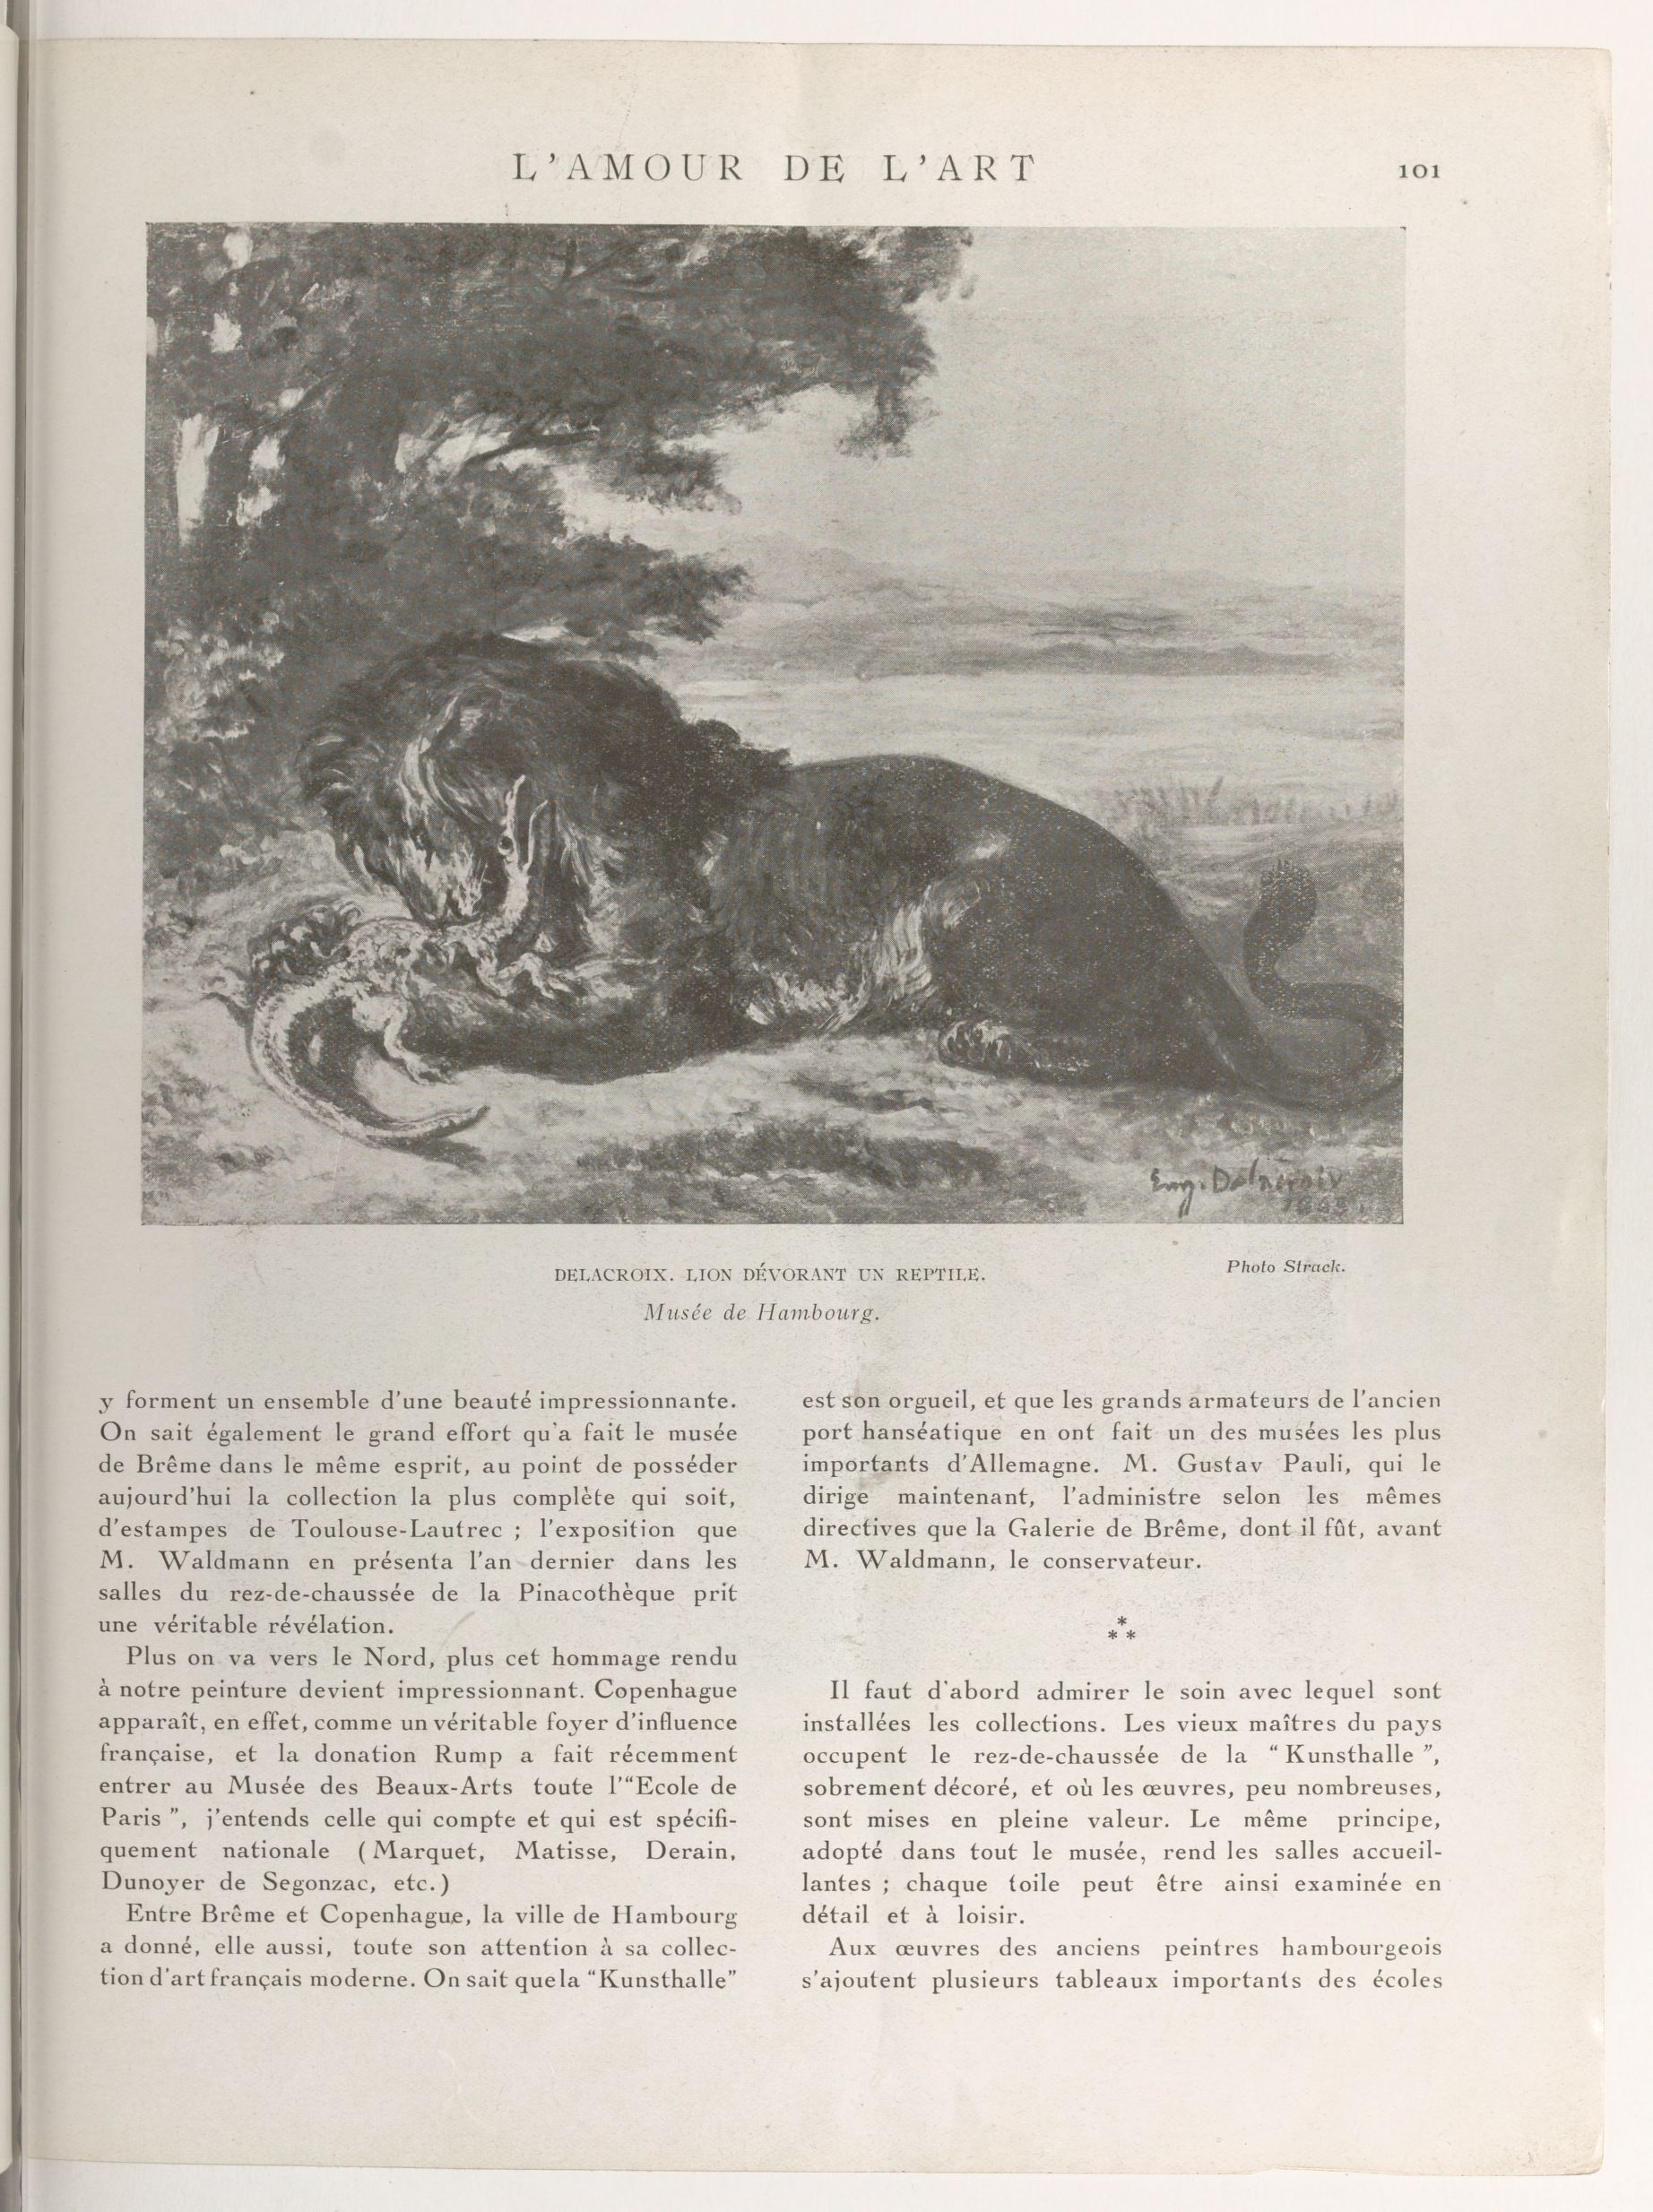 L'AMOUR DE L'ART
101
Eug. Delacroix
DELACROIX. LION DÉVORANT UN REPTILE.
Photo Strack.
Musée de Hambourg.
y forment un ensemble d'une beauté impressionnante.
On sait également le grand effort qu'a fait le musée
de Brême dans le même esprit, au point de posséder
aujourd'hui la collection la plus complète qui soit,
d'estampes de Toulouse-Lautrec ; l'exposition que
M. Waldmann en présenta l'an dernier dans les
salles du rez-de-chaussée de la Pinacothèque prit
une véritable révélation.
Plus on va vers le Nord, plus cet hommage rendu
à notre peinture devient impressionnant. Copenhague
apparaît, en effet, comme un véritable foyer d'influence
française, et la donation Rump a fait récemment
entrer au Musée des Beaux-Arts toute l'"Ecole de
Paris ", j'entends celle qui compte et qui est spécifi-
quement nationale (Marquet, Matisse, Derain,
Dunoyer de Segonzac, etc.)
Entre Brême et Copenhague, la ville de Hambourg
a donné, elle aussi, toute son attention à sa collec-
tion d'art français moderne. On sait que la "Kunsthalle"
est son orgueil, et que les grands armateurs de l'ancien
port hanséatique en ont fait un des musées les plus
importants d'Allemagne. M. Gustav Pauli, qui le
dirige maintenant, l'administre selon les mêmes
directives que la Galerie de Brême, dont il fût, avant
M. Waldmann, le conservateur.
*
* *
Il faut d'abord admirer le soin avec lequel sont
installées les collections. Les vieux maîtres du pays
occupent le rez-de-chaussée de la " Kunsthalle ",
sobrement décoré, et où les œuvres, peu nombreuses,
sont mises en pleine valeur. Le même principe,
adopté dans tout le musée, rend les salles accueil-
lantes ; chaque toile peut être ainsi examinée en
détail et à loisir.
Aux œuvres des anciens peintres hambourgeois
s'ajoutent plusieurs tableaux importants des écoles